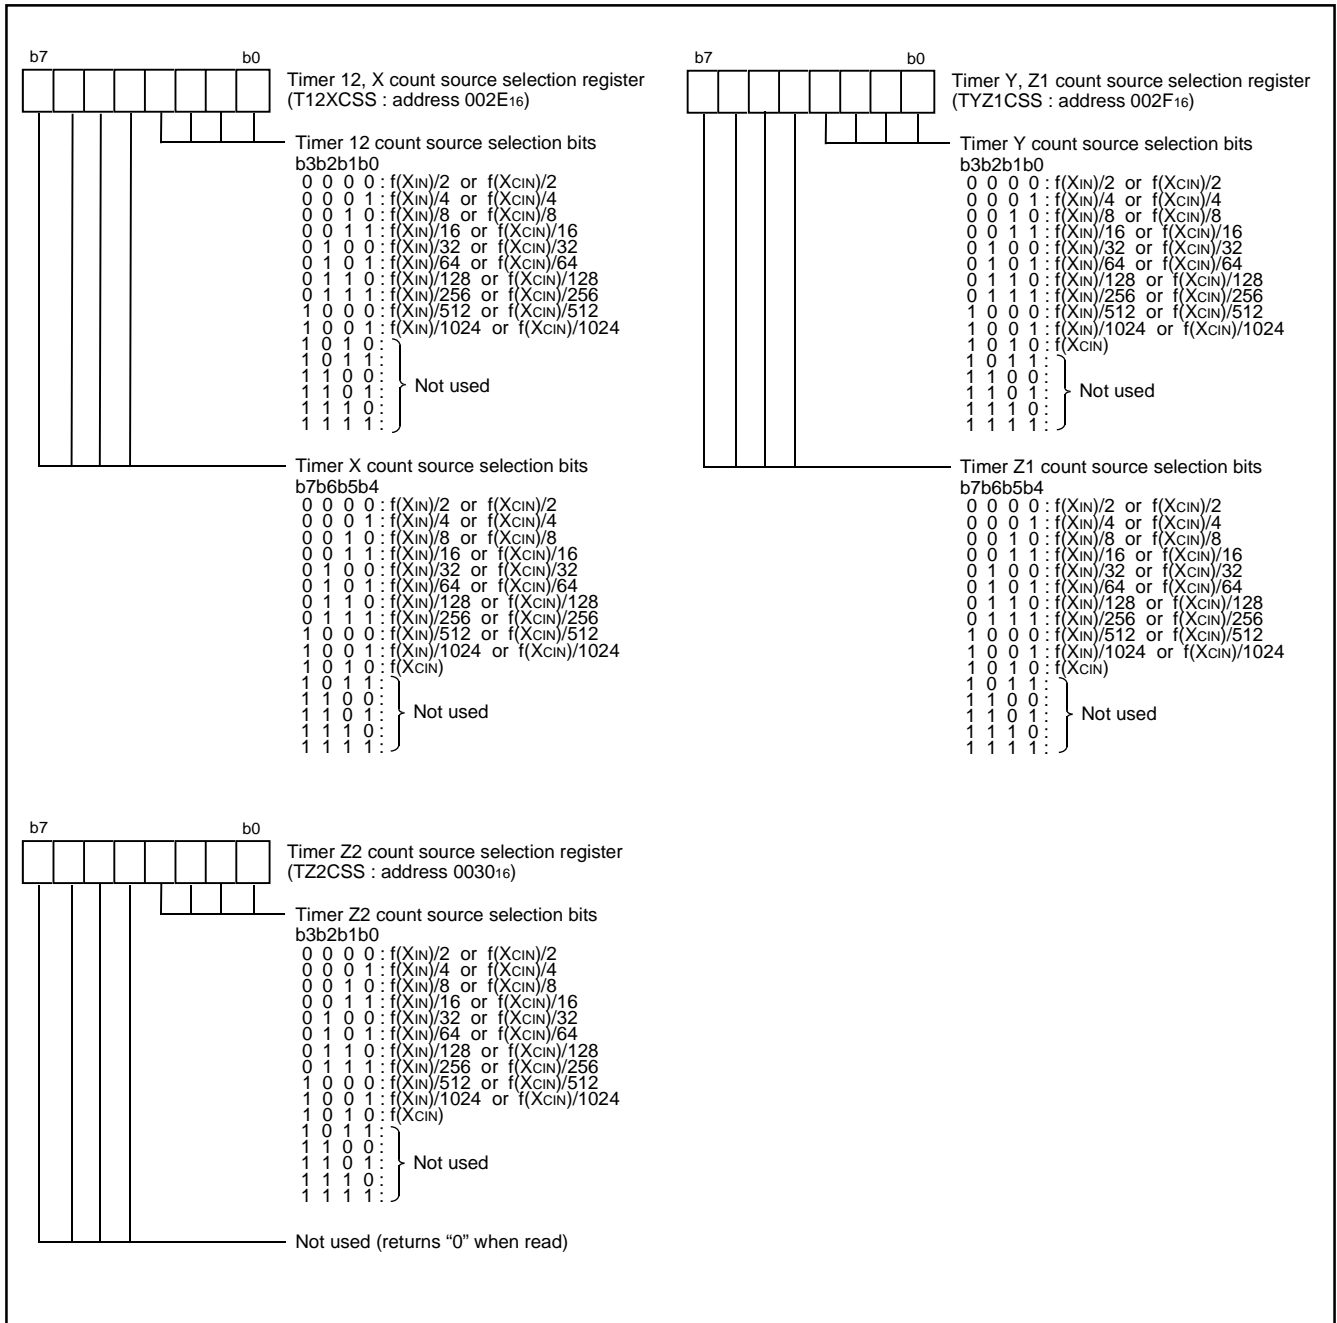 b7 b0
Timer 12, X count source selection register
(T12XCSS : address 002E16)
Timer 12 count source selection bits
b3b2b1b0
0 0 0 0 : f(XIN)/2 or f(XCIN)/2
0 0 0 1 : f(XIN)/4 or f(XCIN)/4
0 0 1 0 : f(XIN)/8 or f(XCIN)/8
0 0 1 1 : f(XIN)/16 or f(XCIN)/16
0 1 0 0 : f(XIN)/32 or f(XCIN)/32
0 1 0 1 : f(XIN)/64 or f(XCIN)/64
0 1 1 0 : f(XIN)/128 or f(XCIN)/128
0 1 1 1 : f(XIN)/256 or f(XCIN)/256
1 0 0 0 : f(XIN)/512 or f(XCIN)/512
1 0 0 1 : f(XIN)/1024 or f(XCIN)/1024
1 0 1 0 :
1 0 1 1 :
1 1 0 0 :
1 1 0 1 : Not used
1 1 1 0 :
1 1 1 1 :
Timer X count source selection bits
b7b6b5b4
0 0 0 0 : f(XIN)/2 or f(XCIN)/2
0 0 0 1 : f(XIN)/4 or f(XCIN)/4
0 0 1 0 : f(XIN)/8 or f(XCIN)/8
0 0 1 1 : f(XIN)/16 or f(XCIN)/16
0 1 0 0 : f(XIN)/32 or f(XCIN)/32
0 1 0 1 : f(XIN)/64 or f(XCIN)/64
0 1 1 0 : f(XIN)/128 or f(XCIN)/128
0 1 1 1 : f(XIN)/256 or f(XCIN)/256
1 0 0 0 : f(XIN)/512 or f(XCIN)/512
1 0 0 1 : f(XIN)/1024 or f(XCIN)/1024
1 0 1 0 : f(XCIN)
1 0 1 1 :
1 1 0 0 :
1 1 0 1 : Not used
1 1 1 0 :
1 1 1 1 :
b7 b0
Timer Y, Z1 count source selection register
(TYZ1CSS : address 002F16)
Timer Y count source selection bits
b3b2b1b0
0 0 0 0 : f(XIN)/2 or f(XCIN)/2
0 0 0 1 : f(XIN)/4 or f(XCIN)/4
0 0 1 0 : f(XIN)/8 or f(XCIN)/8
0 0 1 1 : f(XIN)/16 or f(XCIN)/16
0 1 0 0 : f(XIN)/32 or f(XCIN)/32
0 1 0 1 : f(XIN)/64 or f(XCIN)/64
0 1 1 0 : f(XIN)/128 or f(XCIN)/128
0 1 1 1 : f(XIN)/256 or f(XCIN)/256
1 0 0 0 : f(XIN)/512 or f(XCIN)/512
1 0 0 1 : f(XIN)/1024 or f(XCIN)/1024
1 0 1 0 : f(XCIN)
1 0 1 1 :
1 1 0 0 :
1 1 0 1 : Not used
1 1 1 0 :
1 1 1 1 :
Timer Z1 count source selection bits
b7b6b5b4
0 0 0 0 : f(XIN)/2 or f(XCIN)/2
0 0 0 1 : f(XIN)/4 or f(XCIN)/4
0 0 1 0 : f(XIN)/8 or f(XCIN)/8
0 0 1 1 : f(XIN)/16 or f(XCIN)/16
0 1 0 0 : f(XIN)/32 or f(XCIN)/32
0 1 0 1 : f(XIN)/64 or f(XCIN)/64
0 1 1 0 : f(XIN)/128 or f(XCIN)/128
0 1 1 1 : f(XIN)/256 or f(XCIN)/256
1 0 0 0 : f(XIN)/512 or f(XCIN)/512
1 0 0 1 : f(XIN)/1024 or f(XCIN)/1024
1 0 1 0 : f(XCIN)
1 0 1 1 :
1 1 0 0 :
1 1 0 1 : Not used
1 1 1 0 :
1 1 1 1 :
b7 b0
Timer Z2 count source selection register
(TZ2CSS : address 003016)
Timer Z2 count source selection bits
b3b2b1b0
0 0 0 0 : f(XIN)/2 or f(XCIN)/2
0 0 0 1 : f(XIN)/4 or f(XCIN)/4
0 0 1 0 : f(XIN)/8 or f(XCIN)/8
0 0 1 1 : f(XIN)/16 or f(XCIN)/16
0 1 0 0 : f(XIN)/32 or f(XCIN)/32
0 1 0 1 : f(XIN)/64 or f(XCIN)/64
0 1 1 0 : f(XIN)/128 or f(XCIN)/128
0 1 1 1 : f(XIN)/256 or f(XCIN)/256
1 0 0 0 : f(XIN)/512 or f(XCIN)/512
1 0 0 1 : f(XIN)/1024 or f(XCIN)/1024
1 0 1 0 : f(XCIN)
1 0 1 1 :
1 1 0 0 :
1 1 0 1 : Not used
1 1 1 0 :
1 1 1 1 :
Not used (returns “0” when read)